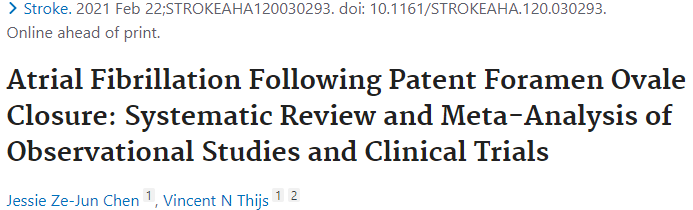 > Stroke. 2021 Feb 22;STROKEAHA120030293. doi: 10.1161/STROKEAHA.120.030293.
Online ahead of print.
Atrial Fibrillation Following Patent Foramen Ovale
Closure: Systematic Review and Meta-Analysis of
Observational Studies and Clinical Trials
Jessie Ze-Jun Chen 1, Vincent N Thijs 1 2